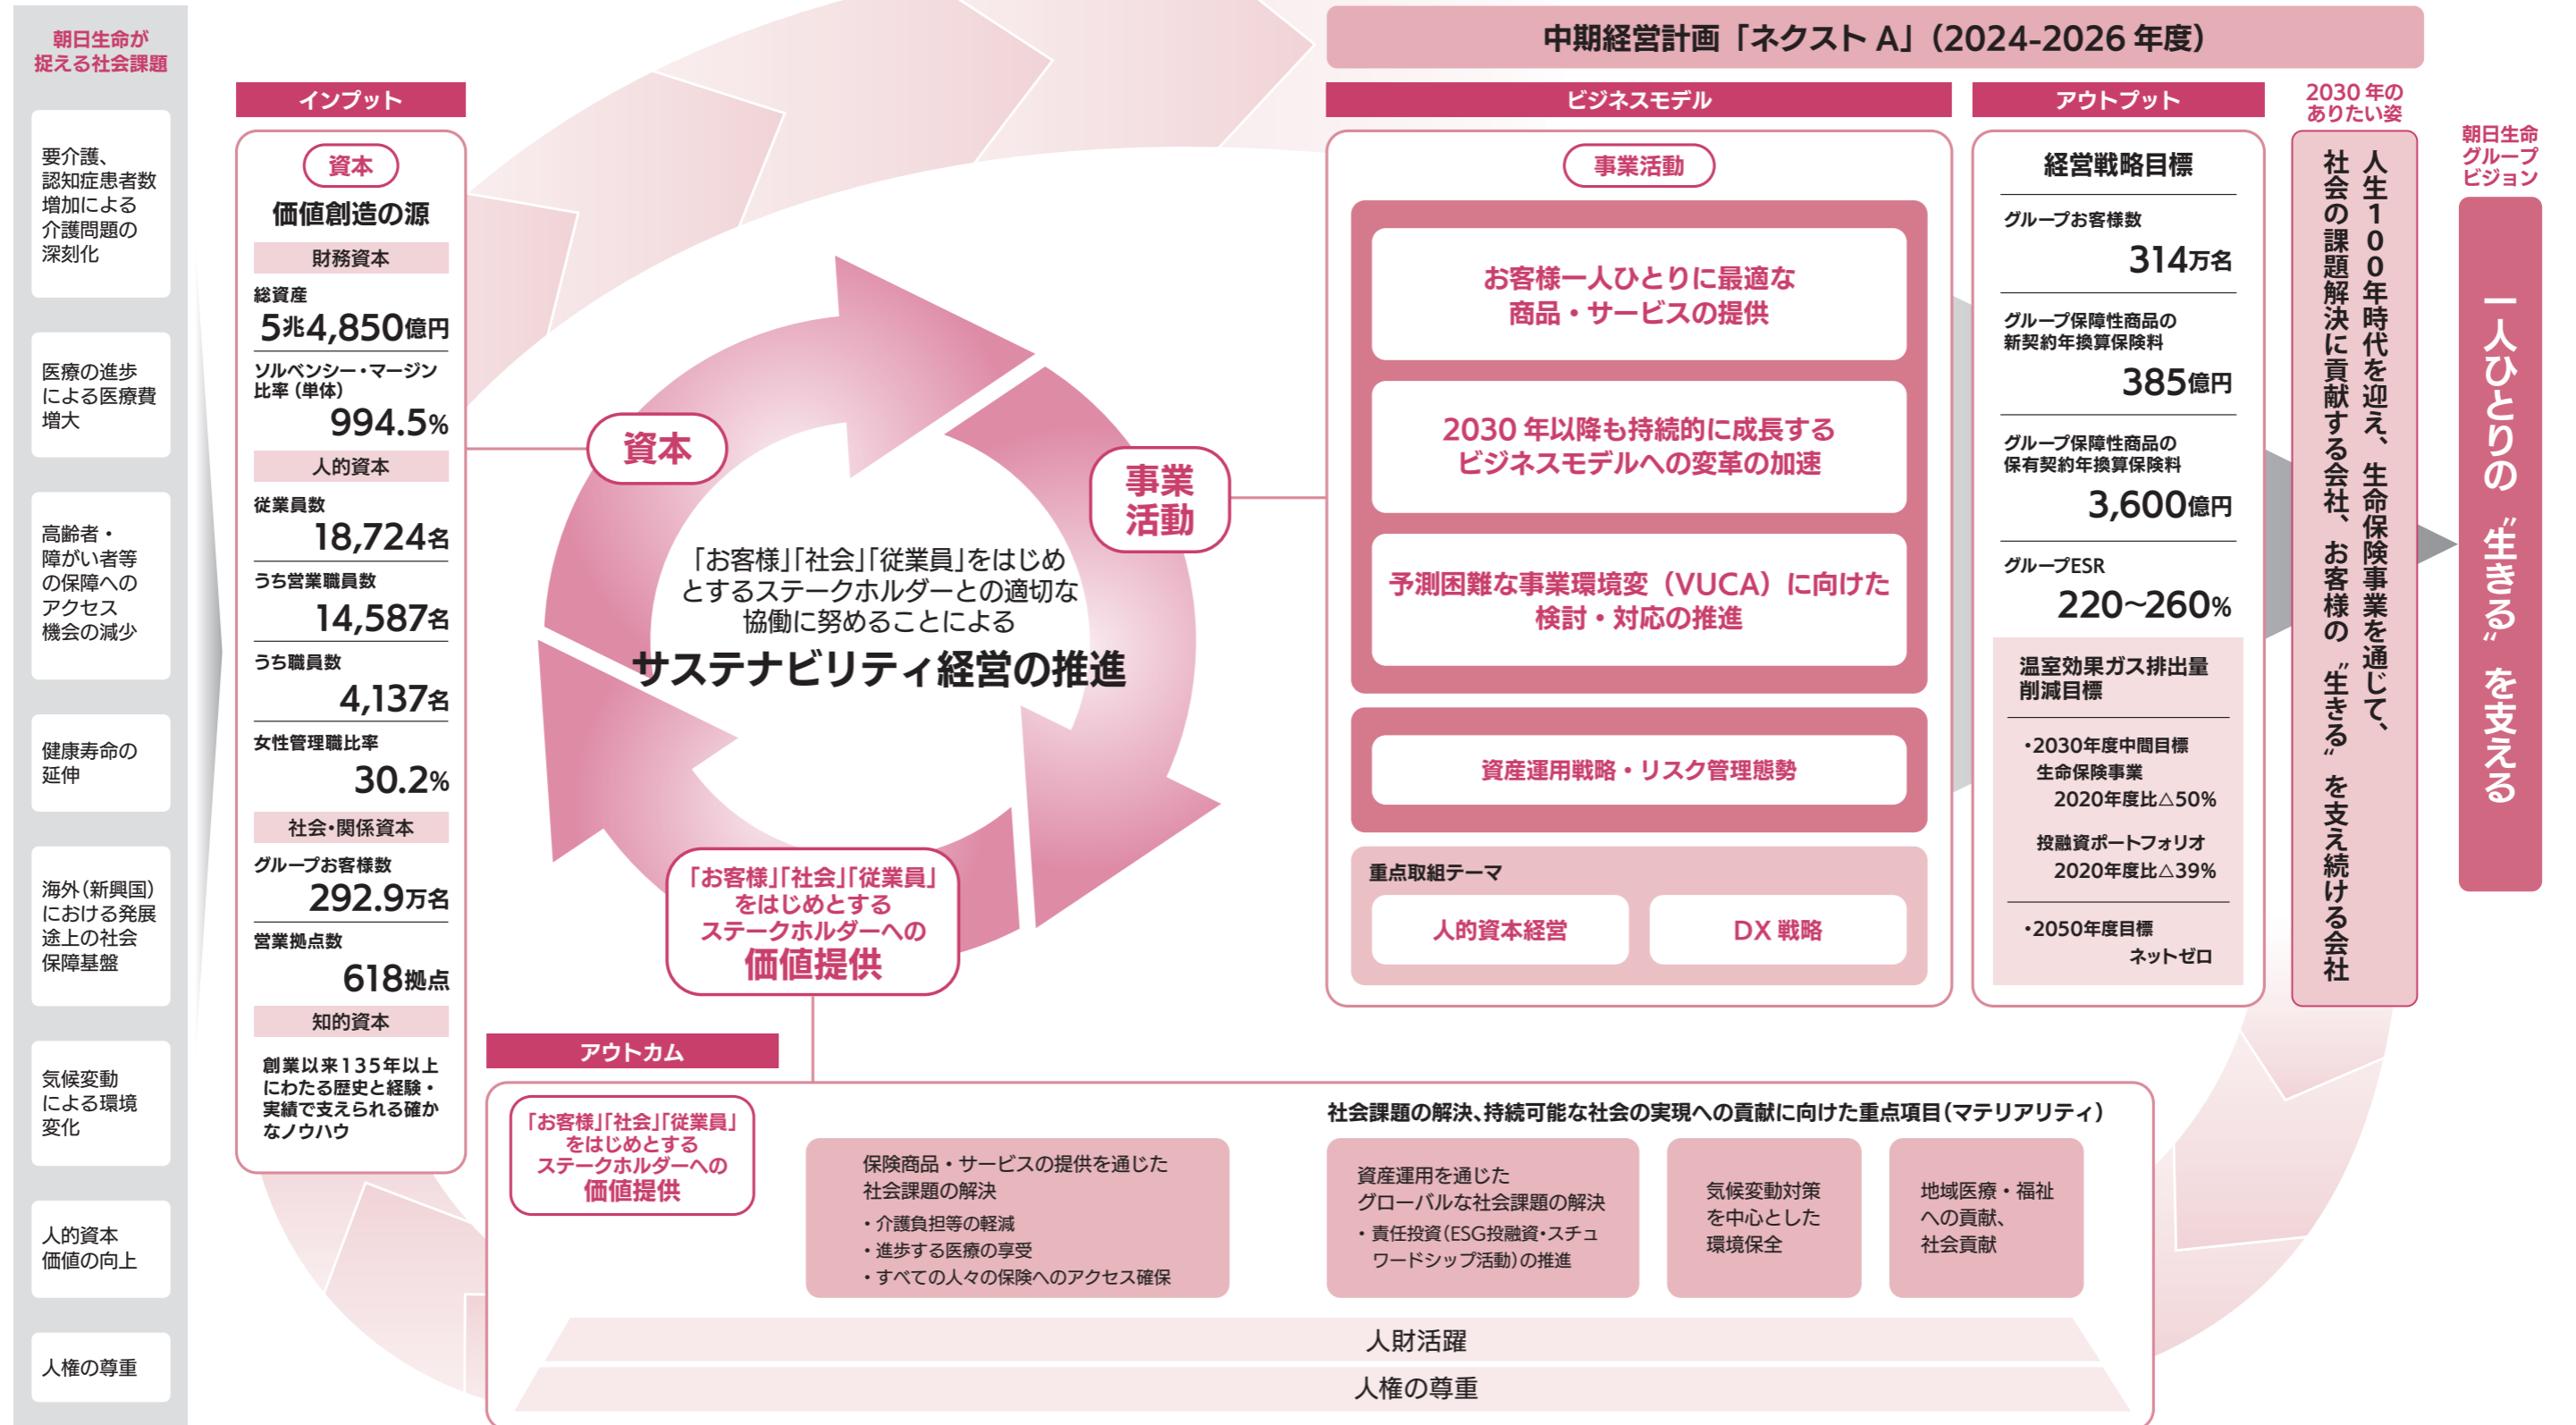 朝日生命が
捉える社会課題
要介護、
認知症患者数
増加による
介護問題の
深刻化
医療の進歩
による医療費
増大
高齢者・
障がい者等
の保障への
アクセス
機会の減少
健康寿命の
延伸
海外(新興国)
における発展
途上の社会
保障基盤
気候変動
による環境
変化
人的資本
価値の向上
人権の尊重
インプット
資本
価値創造の源
財務資本
総資産
5兆4,850億円
ソルベンシー・マージン
比率（単体）
994.5%
人的資本
従業員数
18,724名
うち営業職員数
14,587名
うち職員数
4,137名
女性管理職比率
30.2%
社会・関係資本
グループお客様数
292.9万名
営業拠点数
618拠点
知的資本
創業以来135年以上
にわたる歴史と経験・
実績で支えられる確か
なノウハウ
資本
事業
活動
「お客様」「社会」「従業員」をはじめ
とするステークホルダーとの適切な
協働に努めることによる
サステナビリティ経営の推進
「お客様」「社会」「従業員」
をはじめとする
ステークホルダーへの
価値提供
中期経営計画「ネクスト A」（2024-2026 年度）
ビジネスモデル
事業活動
お客様一人ひとりに最適な
商品・サービスの提供
2030 年以降も持続的に成長する
ビジネスモデルへの変革の加速
予測困難な事業環境変（VUCA）に向けた
検討・対応の推進
資産運用戦略・リスク管理態勢
重点取組テーマ
人的資本経営
DX 戦略
アウトプット
経営戦略目標
グループお客様数
314万名
グループ保障性商品の
新契約年換算保険料
385億円
グループ保障性商品の
保有契約年換算保険料
3,600億円
グループESR
220~260%
温室効果ガス排出量
削減目標
・2030年度中間目標
生命保険事業
2020年度比△50%
投融資ポートフォリオ
2020年度比△39%
・2050年度目標
ネットゼロ
2030 年の
ありたい姿
人生100年時代を迎え、生命保険事業を通じて、
社会の課題解決に貢献する会社、お客様の〝生きる〟を支え続ける会社
朝日生命
グループ
ビジョン
一人ひとりの〝生きる〟を支える
アウトカム
「お客様」「社会」「従業員」
をはじめとする
ステークホルダーへの
価値提供
社会課題の解決、持続可能な社会の実現への貢献に向けた重点項目（マテリアリティ）
保険商品・サービスの提供を通じた
社会課題の解決
・介護負担等の軽減
・進歩する医療の享受
・すべての人々の保険へのアクセス確保
資産運用を通じた
グローバルな社会課題の解決
・責任投資（ESG投融資・スチュ
ワードシップ活動）の推進
気候変動対策
を中心とした
環境保全
地域医療・福祉
への貢献、
社会貢献
人財活躍
人権の尊重